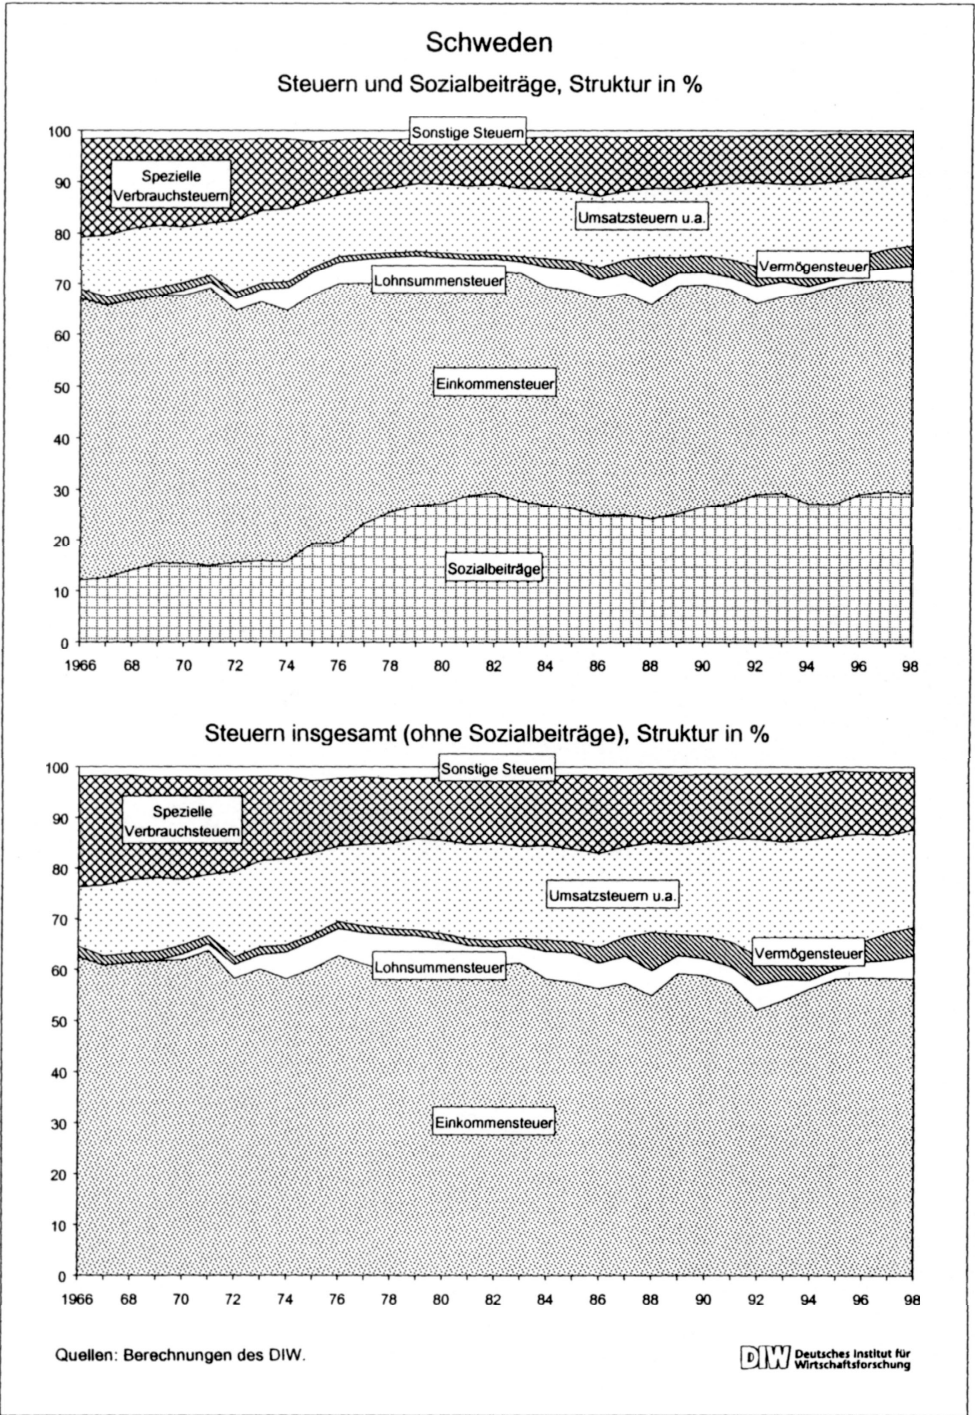 Schweden
Steuern und Sozialbeiträge, Struktur in %
100
90
80
70
60
50
40
30
20
10
0
Sonstige Steuern
Spezielle
Verbrauchsteuern
Umsatzsteuern u.a.
Vermögensteuer
Lohnsummensteuer
Einkommensteuer
Sozialbeiträge
1966 68 70 72 74 76 78 80 82 84 86 88 90 92 94 96 98
Steuern insgesamt (ohne Sozialbeiträge), Struktur in %
100
90
80
70
60
50
40
30
20
10
0
Sonstige Steuern
Spezielle
Verbrauchsteuern
Umsatzsteuern u.a.
Vermögensteuer
Lohnsummensteuer
Einkommensteuer
1966 68 70 72 74 76 78 80 82 84 86 88 90 92 94 96 98
Quellen: Berechnungen des DIW.
DIW Deutsches Institut für
Wirtschaftsforschung